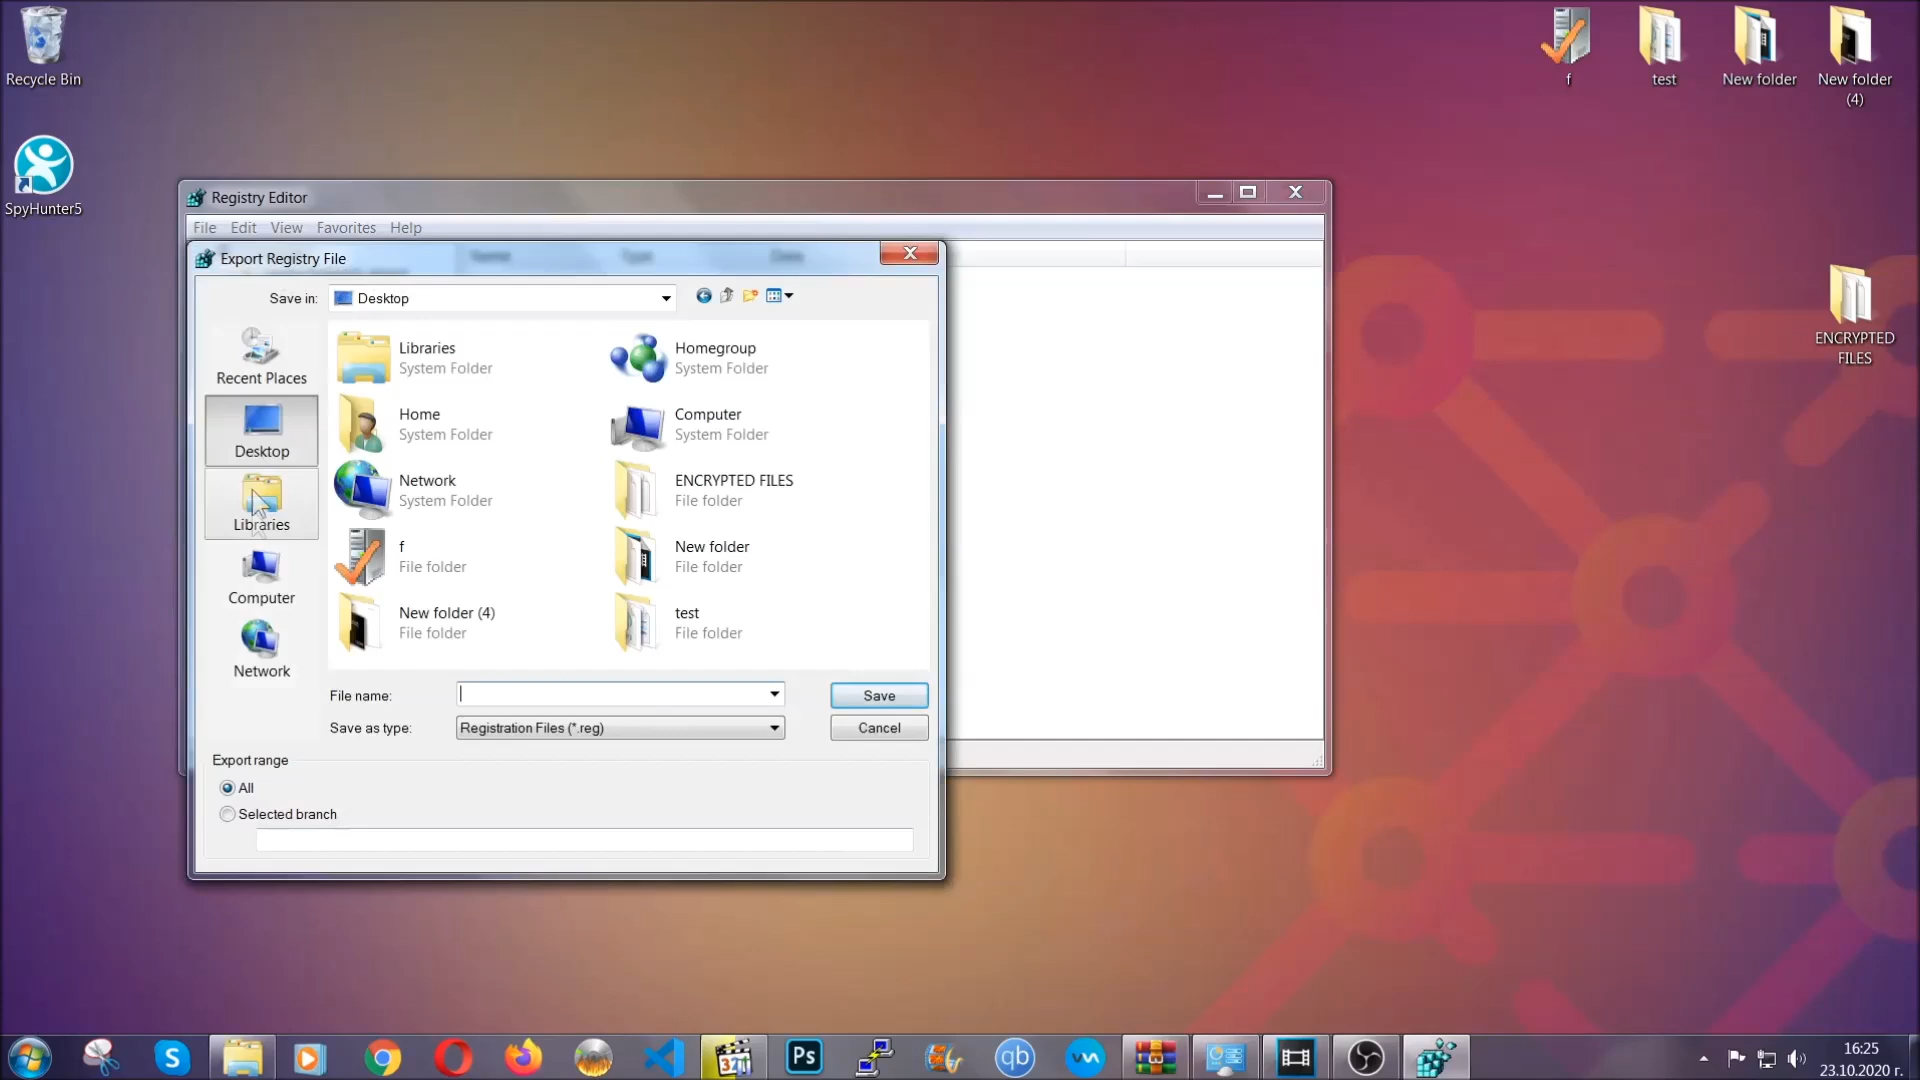 Recycle Bin
SpyHunter5
f
test
New folder
New folder
(4)
ENCRYPTED
FILES
Registry Editor
File Edit View Favorites Help
Export Registry File
Save in:
Desktop
Recent Places
Desktop
Libraries
Computer
Network
Libraries
System Folder
Homegroup
System Folder
Home
System Folder
Computer
System Folder
Network
System Folder
ENCRYPTED FILES
File folder
f
File folder
New folder
File folder
New folder (4)
File folder
test
File folder
File name:
Save
Save as type:
Registration Files (*.reg)
Cancel
Export range
All
Selected branch
S
321
Ps
qb
16:25
23.10.2020 г.